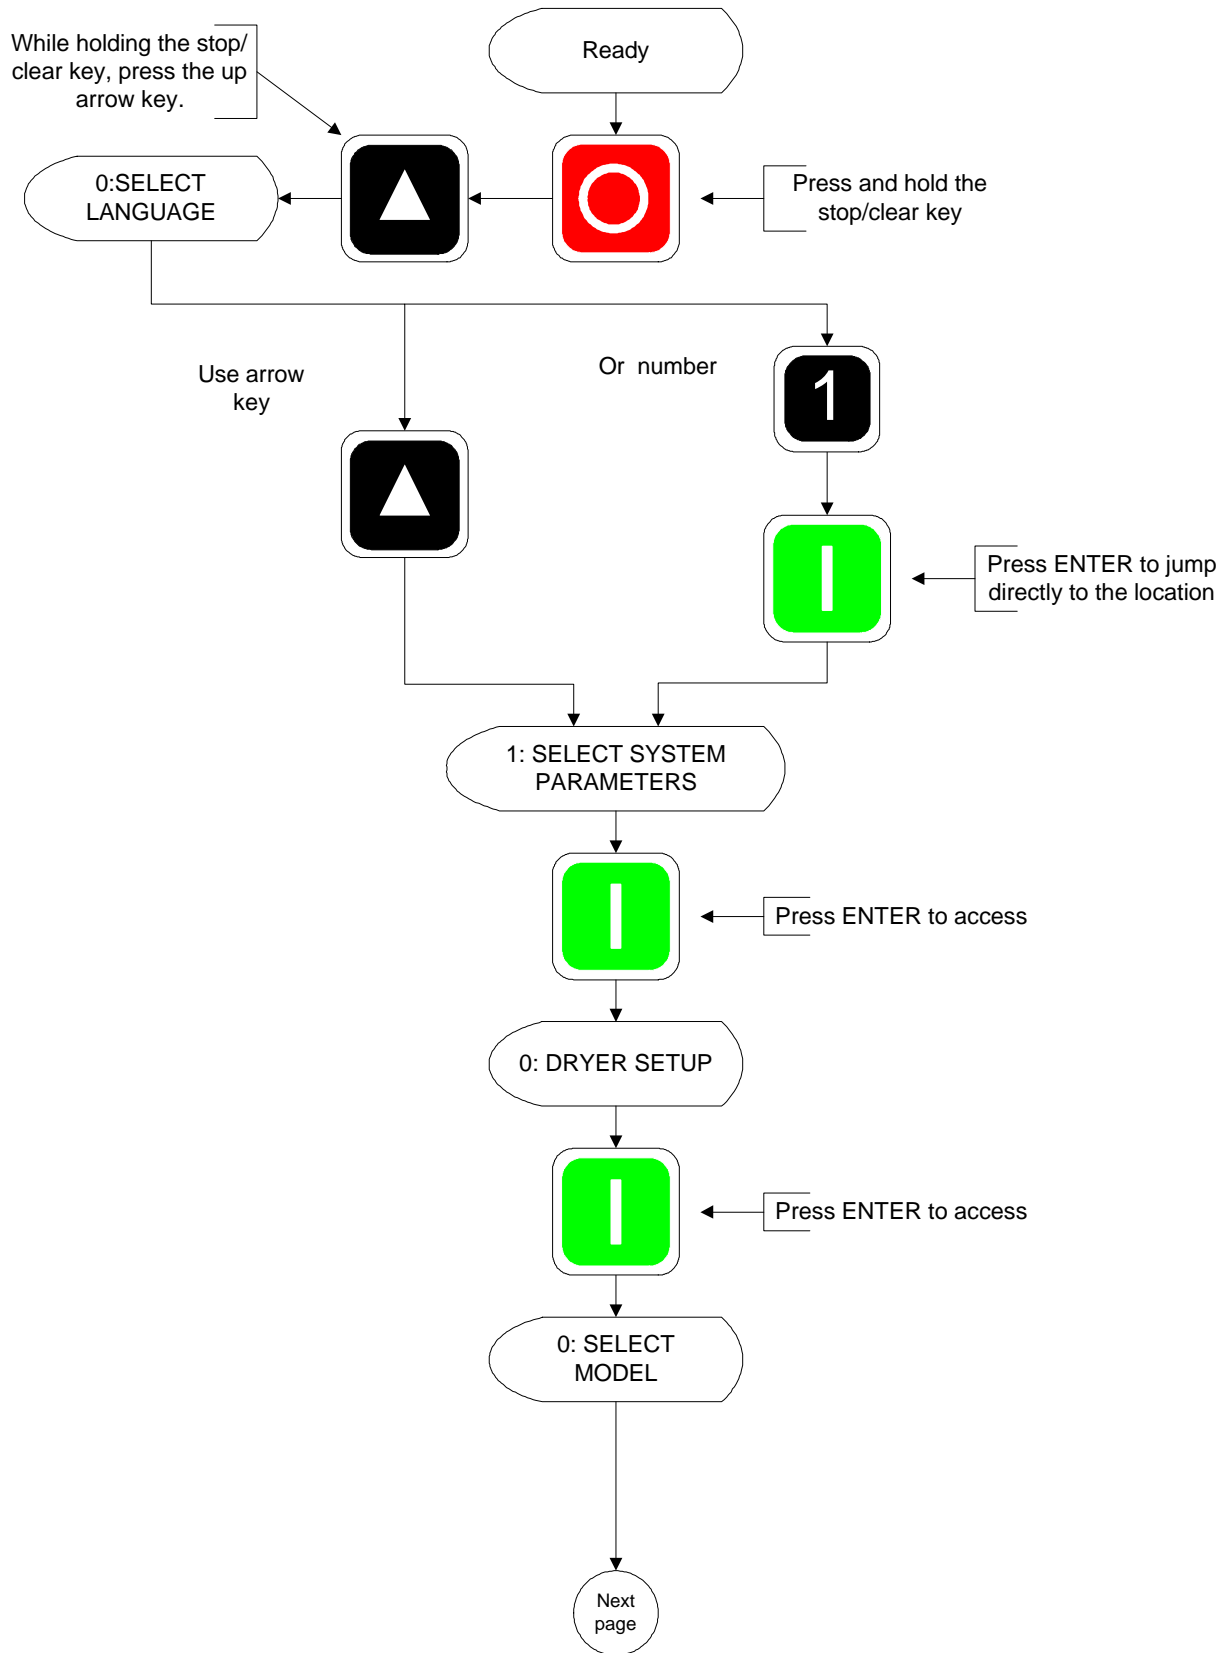 While holding the stop/
clear key, press the up
arrow key.
Ready
0:SELECT
LANGUAGE
Press and hold the
stop/clear key
Use arrow
key
Or  number
1
Press ENTER to jump
directly to the location
1: SELECT SYSTEM
PARAMETERS
Press ENTER to access
0: DRYER SETUP
Press ENTER to access
0: SELECT
MODEL
Next
page